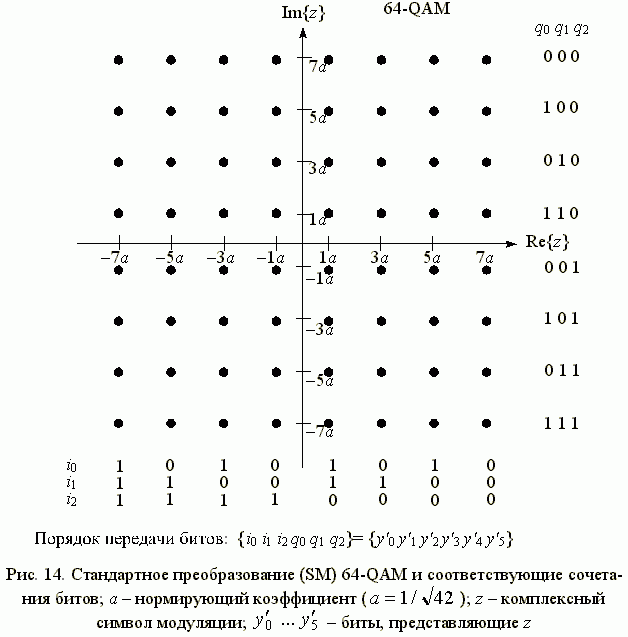 Im{z} 64-QAM
q0 q1 q2
7a 0 0 0
5a 1 0 0
3a 0 1 0
1a 1 1 0
Re{z}
−7a −5a −3a −1a 1a 3a 5a 7a
−1a 0 0 1
−3a 1 0 1
−5a 0 1 1
−7a 1 1 1
i0 1 0 1 0 1 0 1 0
i1 1 1 0 0 1 1 0 0
i2 1 1 1 1 0 0 0 0
Порядок передачи битов: {i0 i1 i2 q0 q1 q2}= {y'0 y'1 y'2 y'3 y'4 y'5}
Рис. 14. Стандартное преобразование (SM) 64-QAM и соответствующие сочета-
ния битов; a – нормирующий коэффициент ( a = 1 / √42 ); z – комплексный
символ модуляции; y'0 ... y'5 – биты, представляющие z